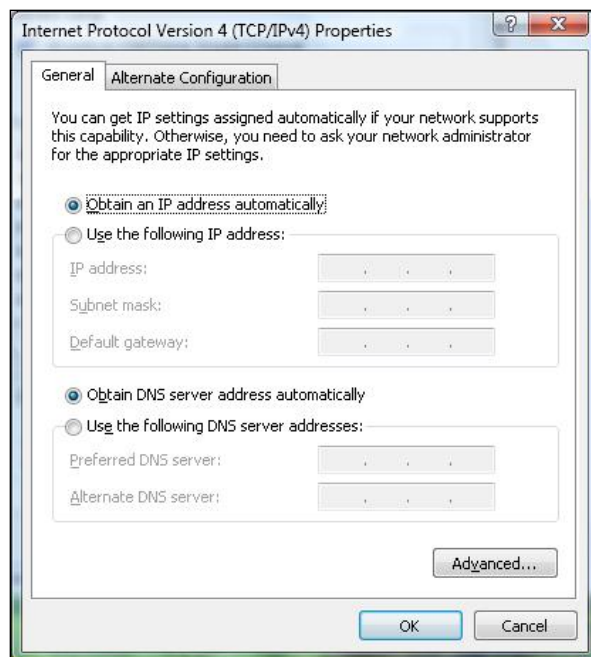 Internet Protocol Version 4 (TCP/IPv4) Properties
?
X
General
Alternate Configuration
You can get IP settings assigned automatically if your network supports
this capability. Otherwise, you need to ask your network administrator
for the appropriate IP settings.
Obtain an IP address automatically
Use the following IP address:
IP address:
. . .
Subnet mask:
. . .
Default gateway:
. . .
Obtain DNS server address automatically
Use the following DNS server addresses:
Preferred DNS server:
. . .
Alternate DNS server:
. . .
Advanced...
OK
Cancel